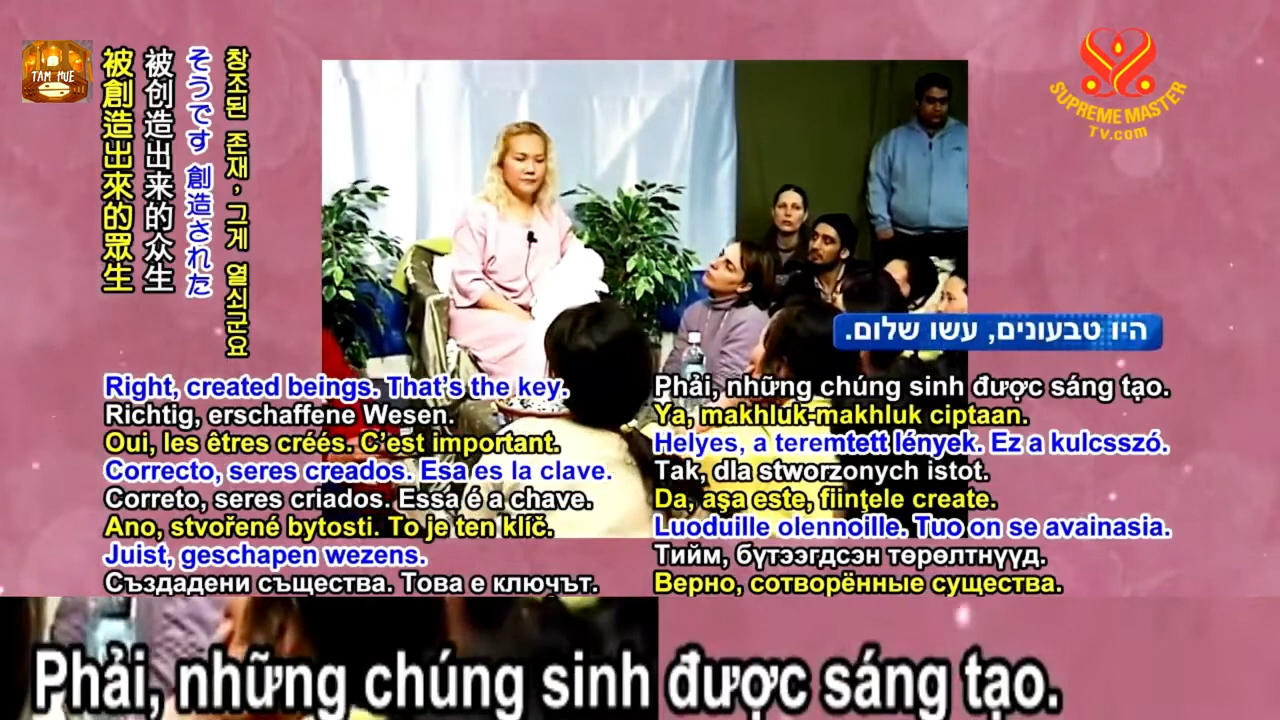 TAM HUE
被創造出來的眾生
被创造出来的众生
そうです 創造された
창조된 존재, 그게 열쇠군요
SUPREME MASTER
TV.com
היו טבעונים, עשו שלום.
Right, created beings. That's the key.
Richtig, erschaffene Wesen.
Oui, les êtres créés. C'est important.
Correcto, seres creados. Esa es la clave.
Correto, seres criados. Essa é a chave.
Ano, stvořené bytosti. To je ten klíč.
Juist, geschapen wezens.
Създадени същества. Това е ключът.
Phải, những chúng sinh được sáng tạo.
Ya, makhluk-makhluk ciptaan.
Helyes, a teremtett lények. Ez a kulcsszó.
Tak, dla stworzonych istot.
Da, aşa este, fiinţele create.
Luoduille olennoille. Tuo on se avainasia.
Тийм, бүтээгдсэн төрөлтнүүд.
Верно, сотворённые существа.
Phải, những chúng sinh được sáng tạo.